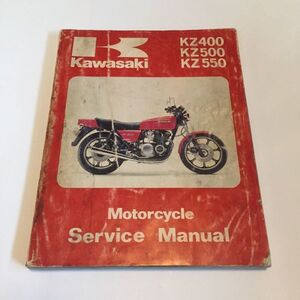 Kawasaki
KZ400
KZ500
KZ550
Motorcycle
Service Manual